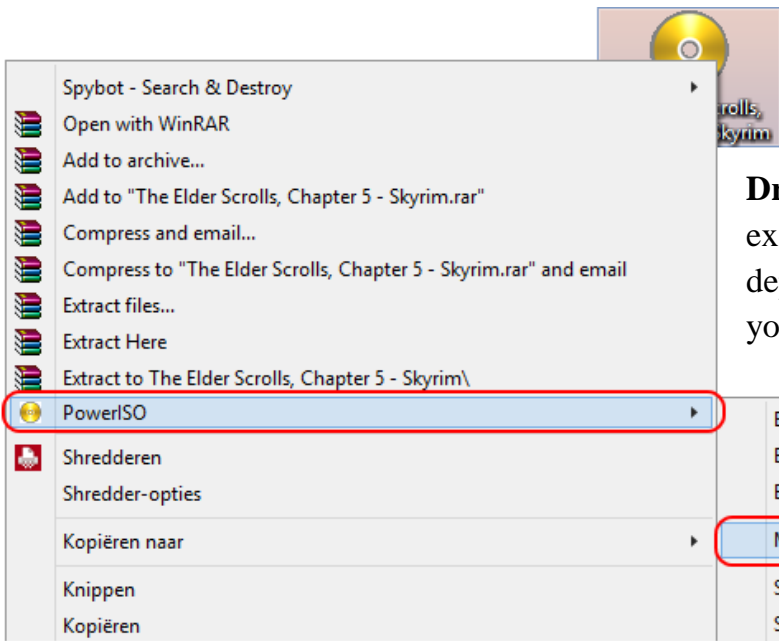 Spybot - Search & Destroy
Open with WinRAR
Add to archive...
Add to "The Elder Scrolls, Chapter 5 - Skyrim.rar"
Compress and email...
Compress to "The Elder Scrolls, Chapter 5 - Skyrim.rar" and email
Extract files...
Extract Here
Extract to The Elder Scrolls, Chapter 5 - Skyrim\
PowerISO
Shredderen
Shredder-opties
Kopiëren naar
Knippen
Kopiëren